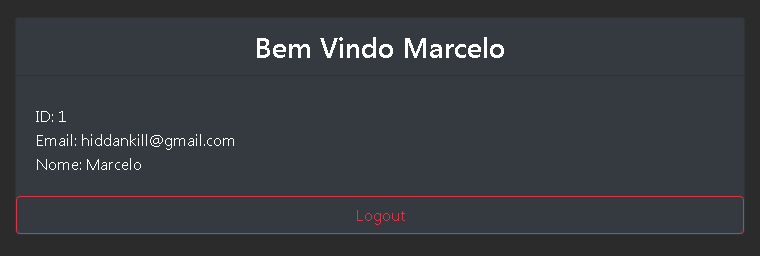 Bem Vindo Marcelo
ID: 1
Email: hiddankill@gmail.com
Nome: Marcelo
Logout